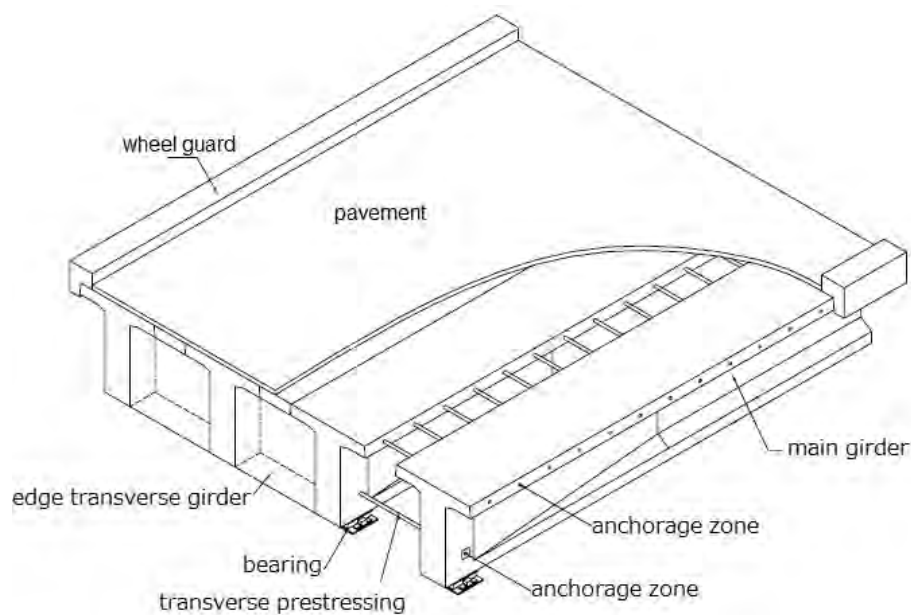 wheel guard
pavement
main girder
edge transverse girder
anchorage zone
bearing
anchorage zone
transverse prestressing